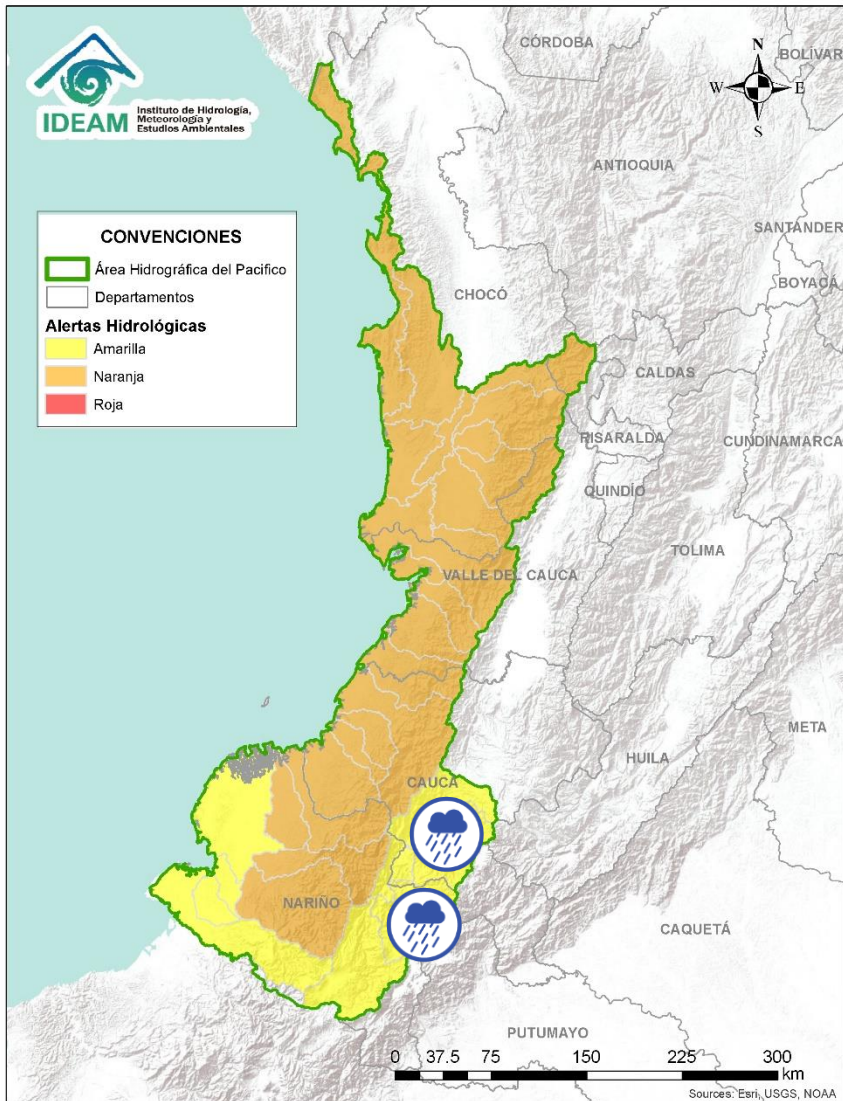 IDEAM
Instituto de Hidrología,
Meteorología y
Estudios Ambientales
N
W
E
S
CÓRDOBA
BOLÍVAR
ANTIOQUIA
SANTANDER
BOYACÁ
CHOCÓ
CALDAS
RISARALDA
CUNDINAMARCA
QUINDÍO
TOLIMA
VALLE DEL CAUCA
META
HUILA
CAUCA
NARIÑO
CAQUETÁ
PUTUMAYO
CONVENCIONES
Área Hidrográfica del Pacifico
Departamentos
Alertas Hidrológicas
Amarilla
Naranja
Roja
0 37.5 75 150 225 300
km
Sources: Esri, USGS, NOAA